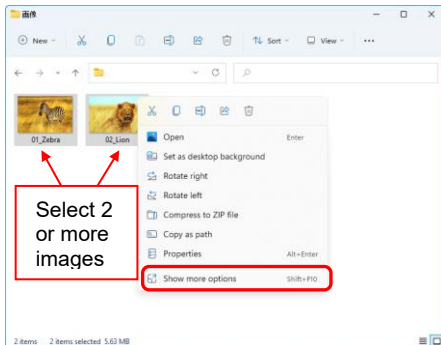 画像
New
Sort
View
01_Zebra
02_Lion
Open Enter
Set as desktop background
Rotate right
Rotate left
Compress to ZIP file
Copy as path
Properties Alt+Enter
Show more options Shift+F10
Select 2
or more
images
2 items 2 items selected 5.63 MB